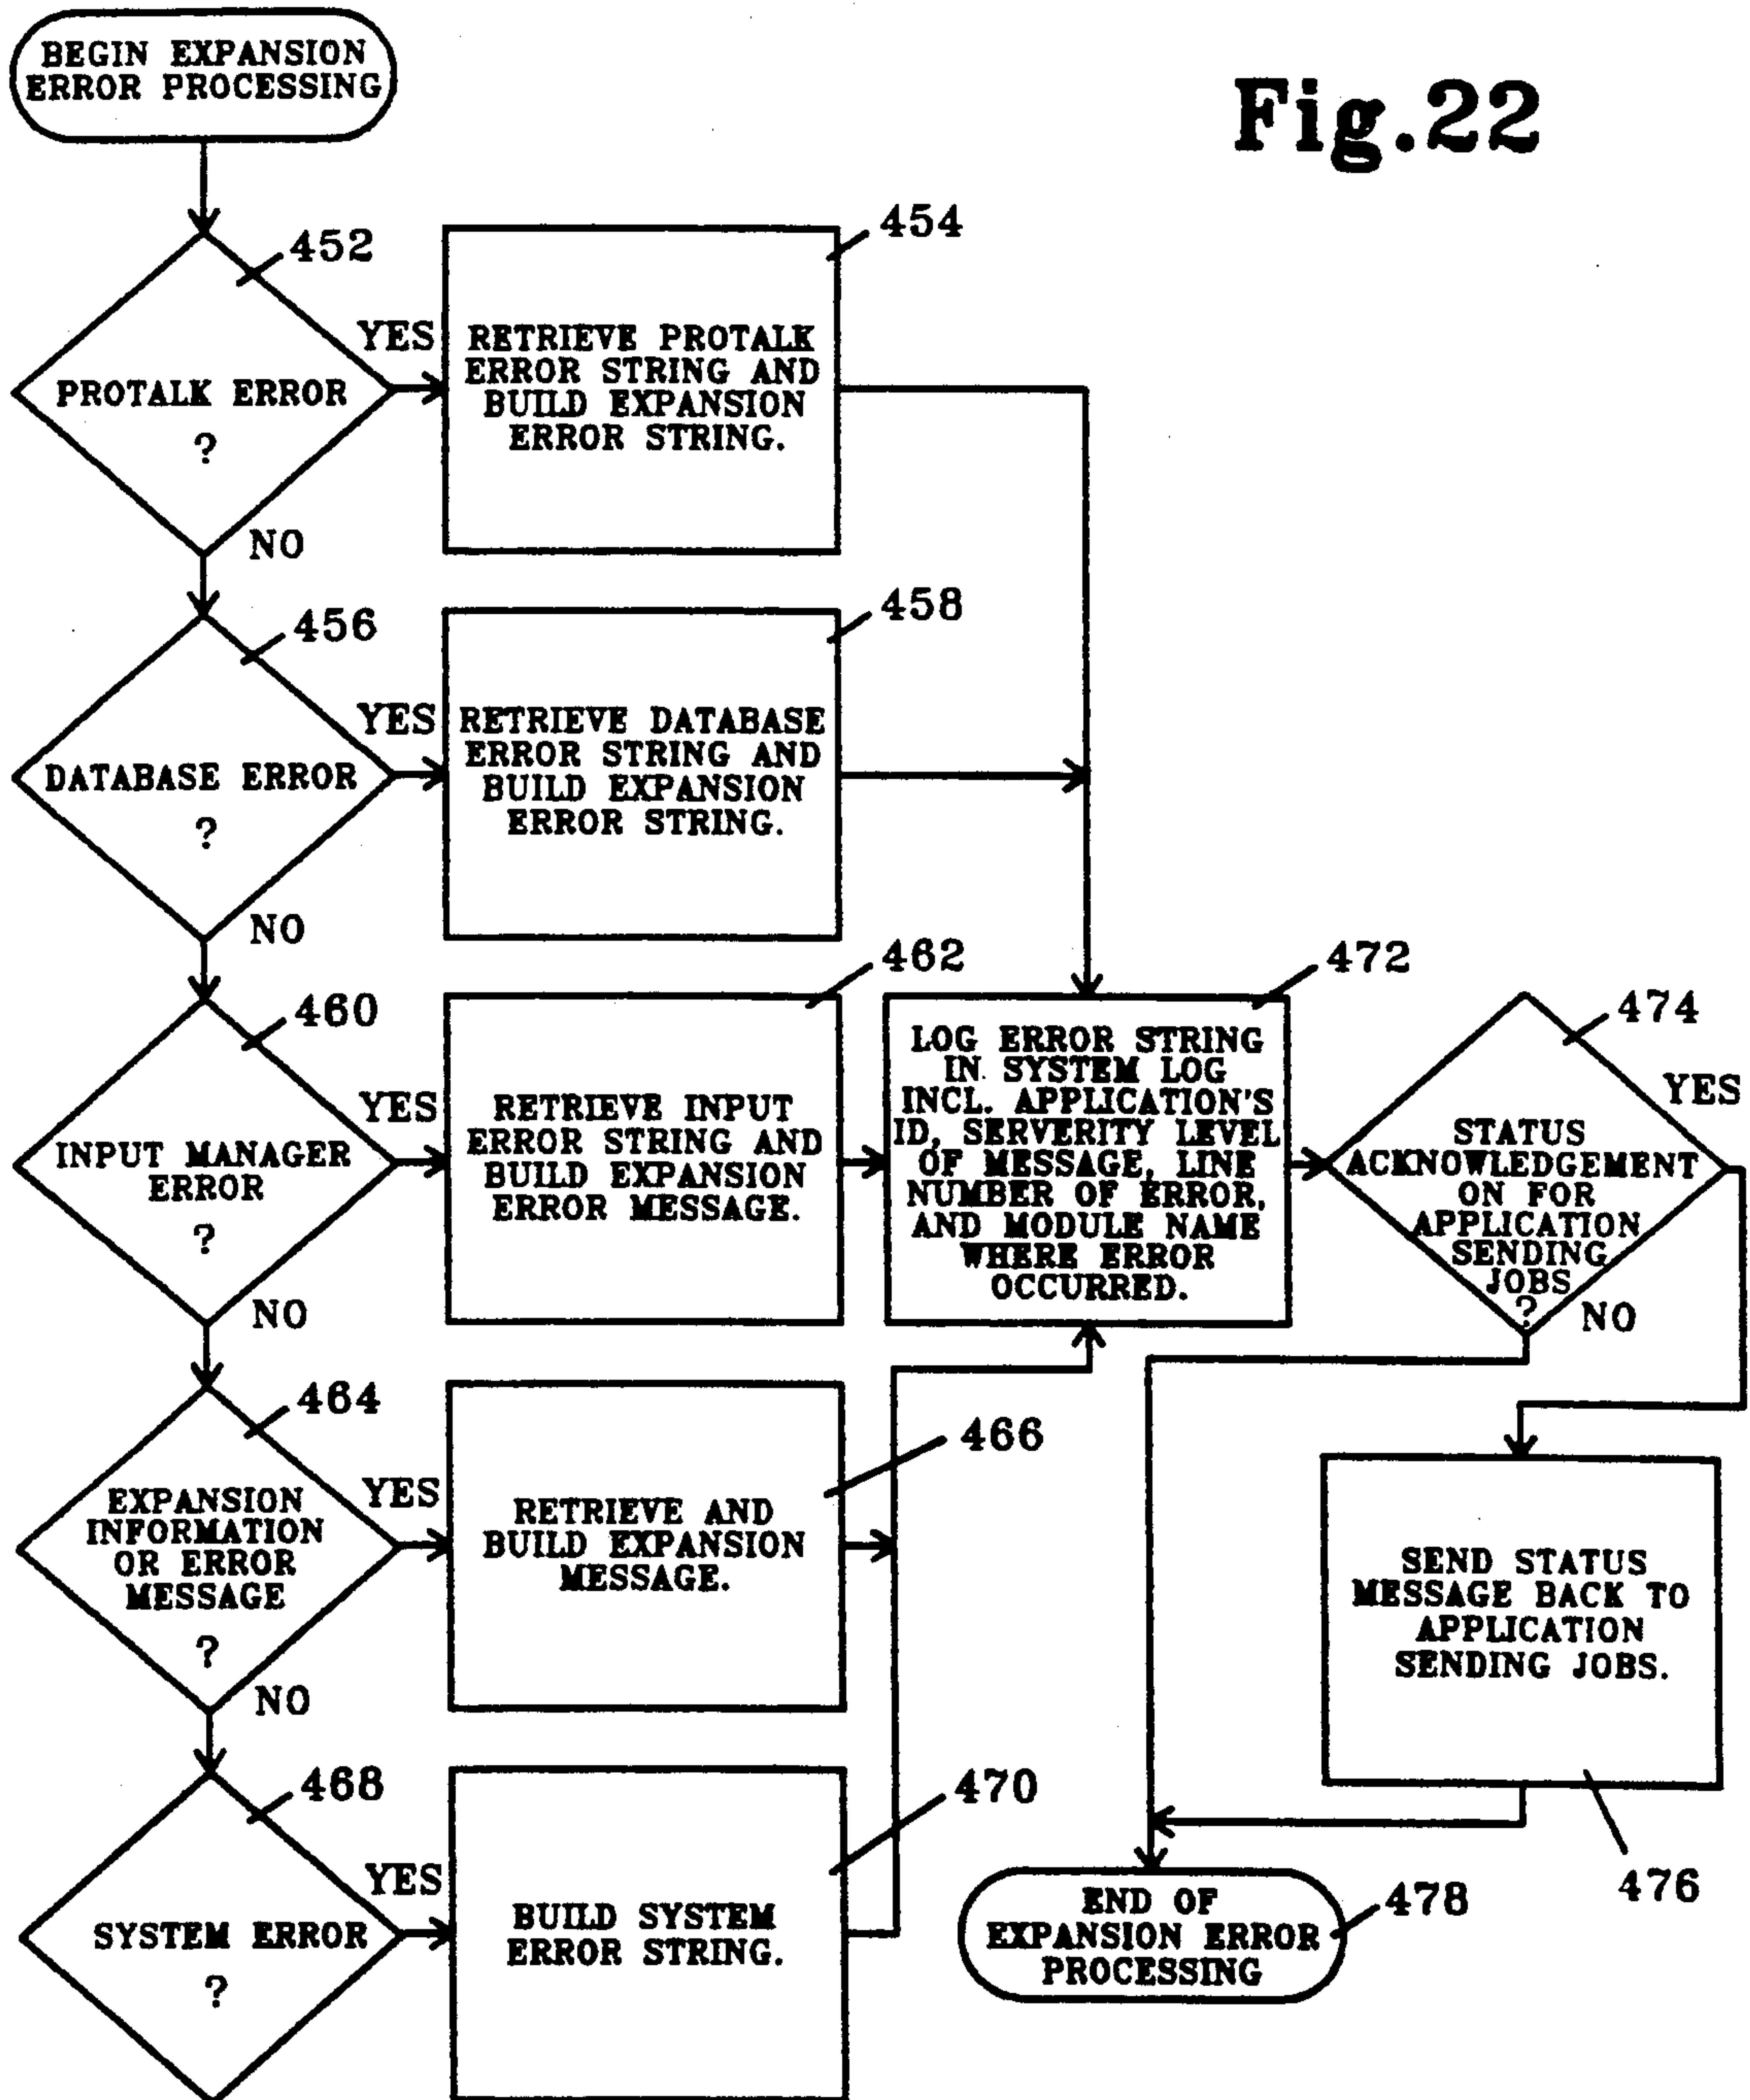 BEGIN EXPANSION
ERROR PROCESSING
Fig.22
452
PROTALK ERROR
?
YES
NO
454
RETRIEVE PROTALK
ERROR STRING AND
BUILD EXPANSION
ERROR STRING.
456
DATABASE ERROR
?
YES
NO
458
RETRIEVE DATABASE
ERROR STRING AND
BUILD EXPANSION
ERROR STRING.
460
INPUT MANAGER
ERROR
?
YES
NO
462
RETRIEVE INPUT
ERROR STRING AND
BUILD EXPANSION
ERROR MESSAGE.
472
LOG ERROR STRING
IN SYSTEM LOG
INCL. APPLICATION'S
ID, SERVERITY LEVEL
OF MESSAGE, LINE
NUMBER OF ERROR,
AND MODULE NAME
WHERE ERROR
OCCURRED.
474
STATUS
ACKNOWLEDGEMENT
ON FOR
APPLICATION
SENDING
JOBS
?
YES
NO
464
EXPANSION
INFORMATION
OR ERROR
MESSAGE
?
YES
NO
466
RETRIEVE AND
BUILD EXPANSION
MESSAGE.
SEND STATUS
MESSAGE BACK TO
APPLICATION
SENDING JOBS.
476
468
SYSTEM ERROR
?
YES
470
BUILD SYSTEM
ERROR STRING.
END OF
EXPANSION ERROR
PROCESSING
478